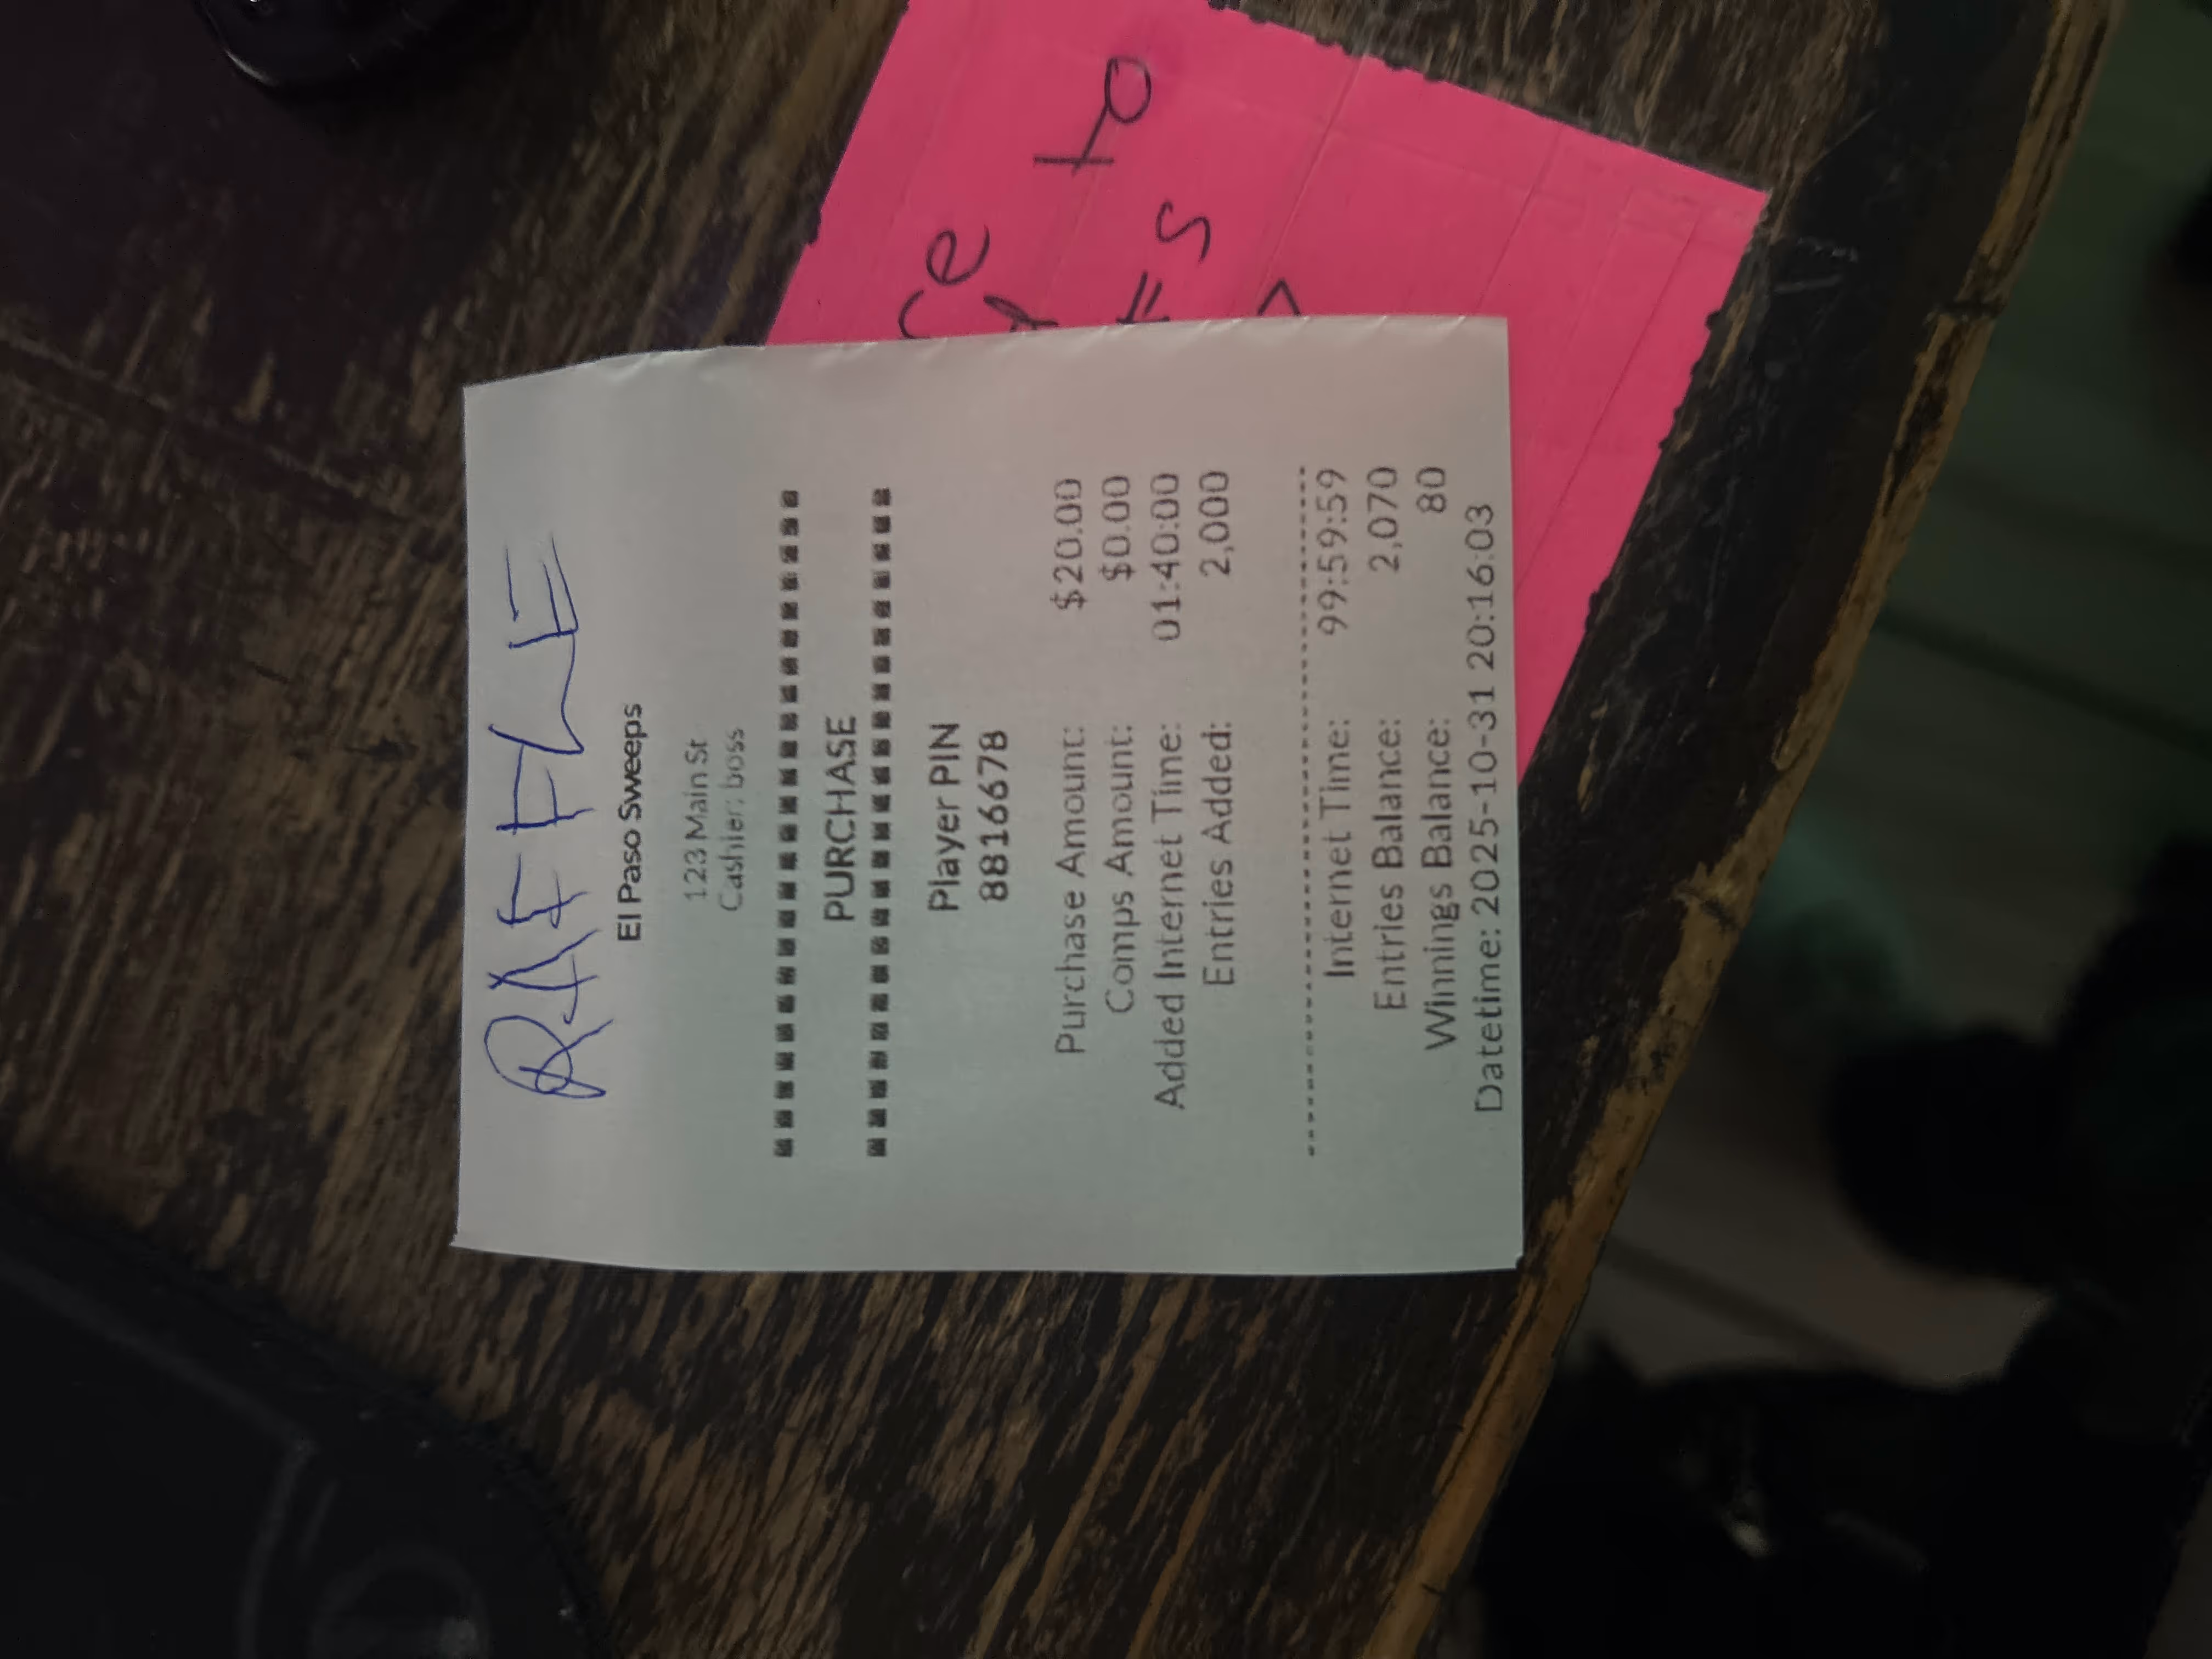 RAFFLE
El Paso Sweeps
123 Main St
Cashier: boss
PURCHASE
Player PIN
88166678
Purchase Amount: $20.00
Comps Amount: $0.00
Added Internet Time: 01:40:00
Entries Added: 2,000
Internet Time: 99:59:59
Entries Balance: 2,070
Winnings Balance: 80
Datetime: 2025-10-31 20:16:03
to